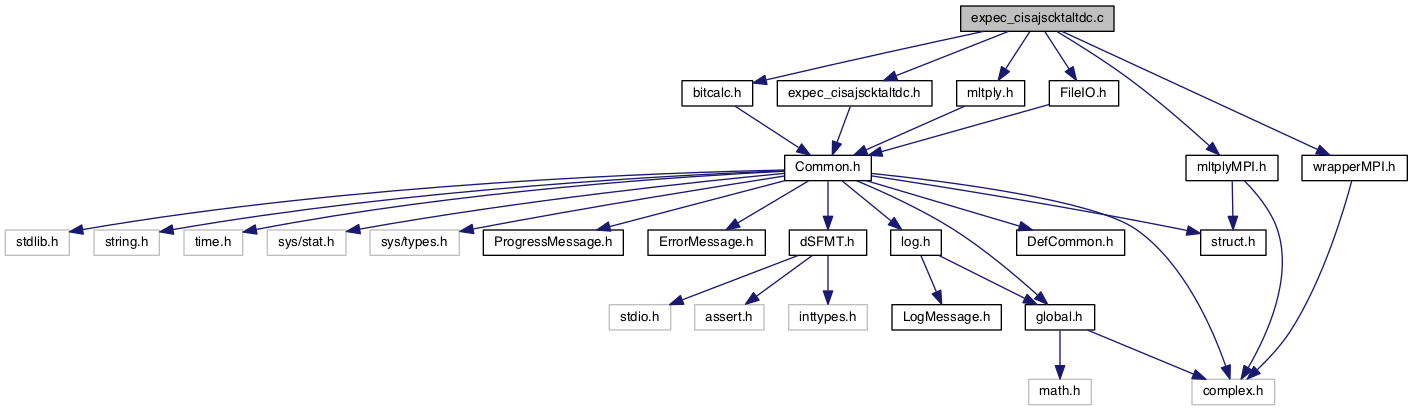 expec_cisajscktaltdc.c
bitcalc.h
expec_cisajscktaltdc.h
mltply.h
FileIO.h
Common.h
mltplyMPI.h
wrapperMPI.h
stdlib.h
string.h
time.h
sys/stat.h
sys/types.h
ProgressMessage.h
ErrorMessage.h
dSFMT.h
log.h
DefCommon.h
struct.h
stdio.h
assert.h
inttypes.h
LogMessage.h
global.h
math.h
complex.h